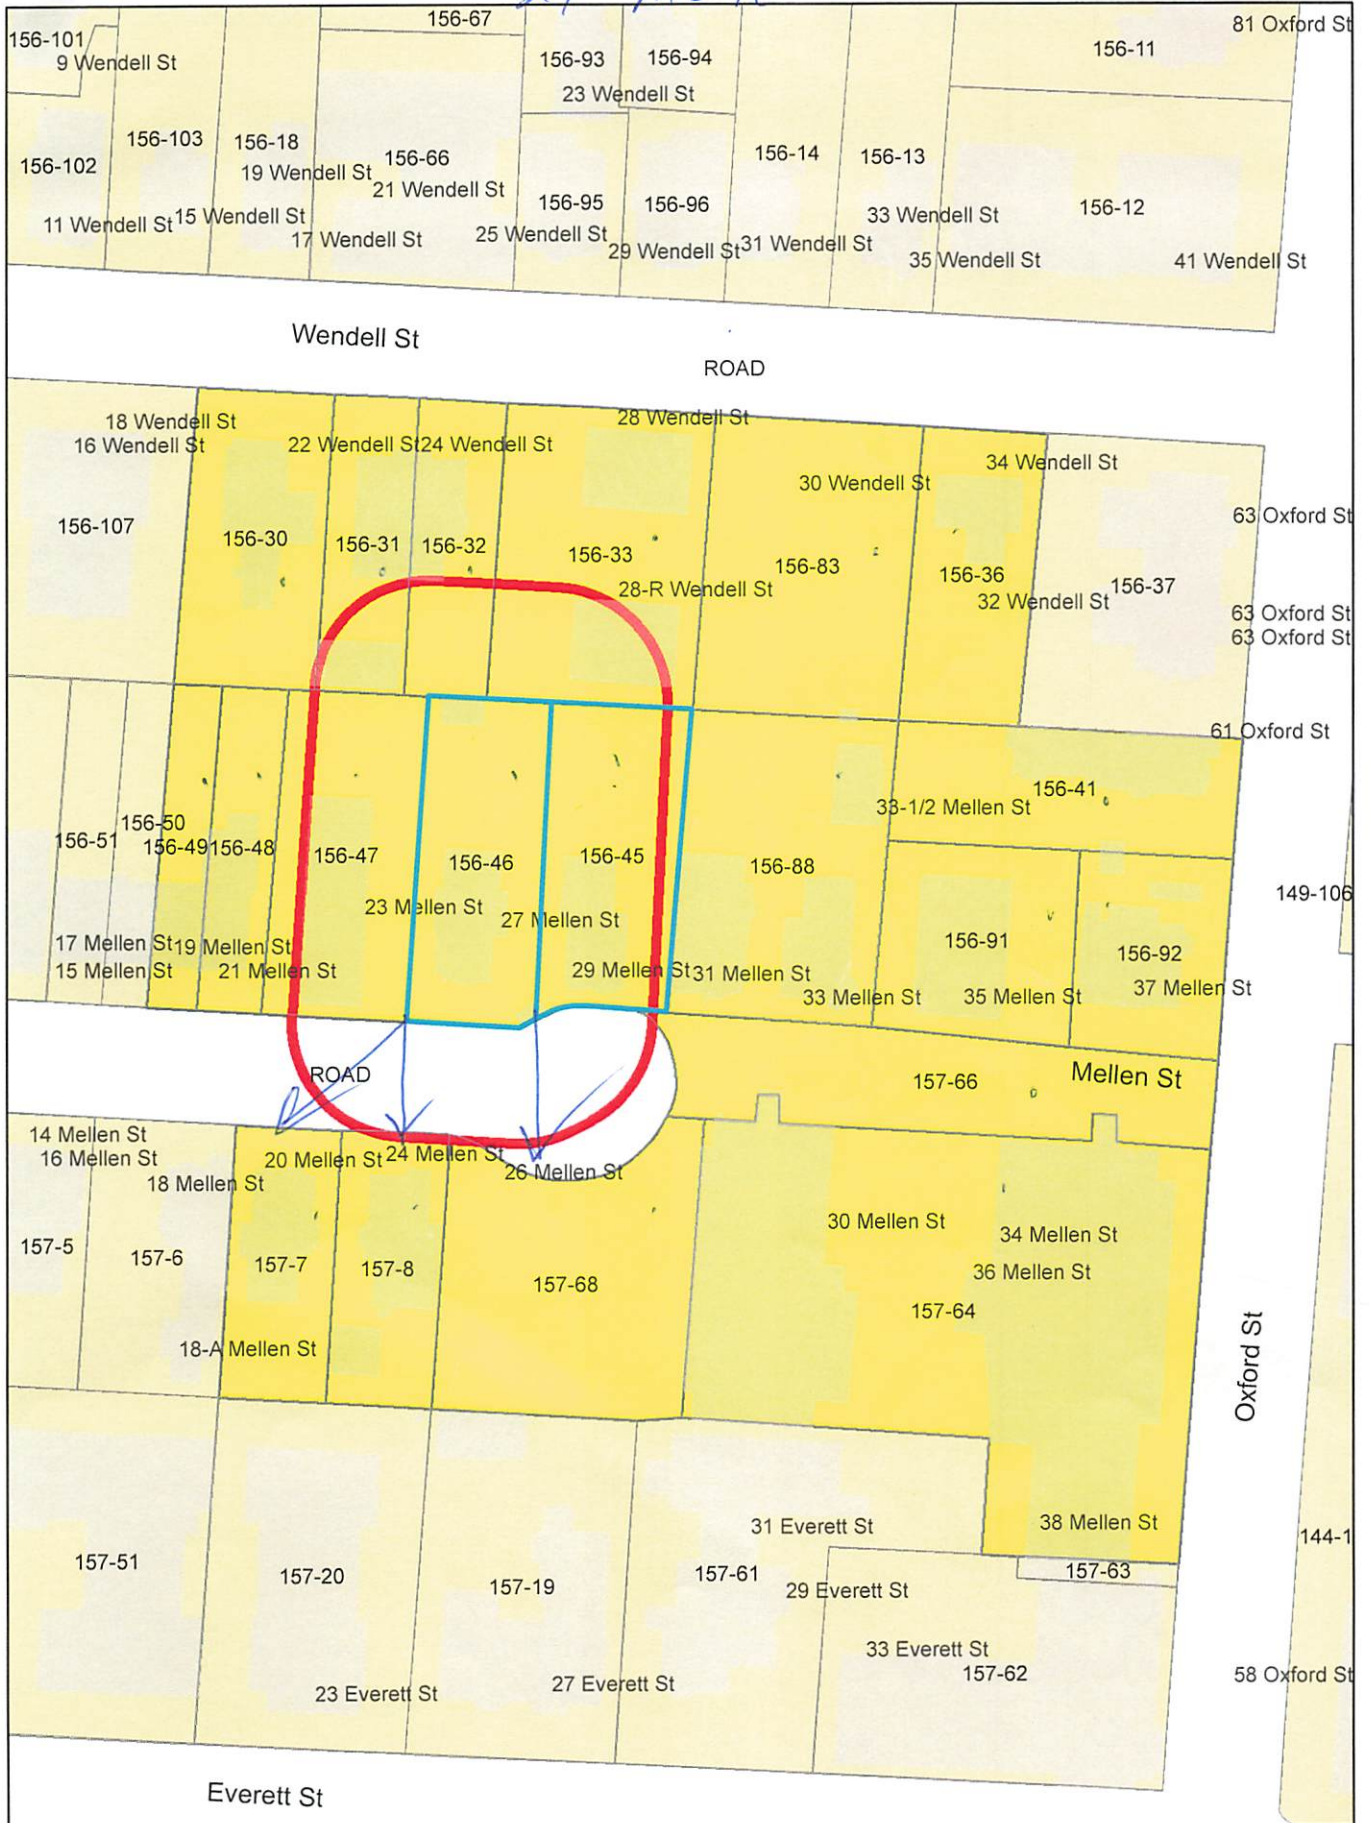 156-67
81 Oxford St
156-101
9 Wendell St
156-93
156-94
156-11
23 Wendell St
156-103
156-18
156-66
156-14
156-13
156-102
19 Wendell St
21 Wendell St
156-95
156-96
156-12
11 Wendell St
15 Wendell St
17 Wendell St
25 Wendell St
29 Wendell St
31 Wendell St
33 Wendell St
35 Wendell St
41 Wendell St
Wendell St
ROAD
18 Wendell St
16 Wendell St
22 Wendell St
24 Wendell St
28 Wendell St
30 Wendell St
34 Wendell St
63 Oxford St
156-107
156-30
156-31
156-32
156-33
156-83
156-36
156-37
28-R Wendell St
32 Wendell St
63 Oxford St
63 Oxford St
61 Oxford St
156-41
33-1/2 Mellen St
156-51
156-50
156-49
156-48
156-47
156-46
156-45
156-88
149-106
23 Mellen St
27 Mellen St
156-91
156-92
17 Mellen St
19 Mellen St
15 Mellen St
21 Mellen St
29 Mellen St
31 Mellen St
33 Mellen St
35 Mellen St
37 Mellen St
ROAD
157-66
Mellen St
14 Mellen St
16 Mellen St
18 Mellen St
20 Mellen St
24 Mellen St
26 Mellen St
157-5
157-6
157-7
157-8
157-68
30 Mellen St
34 Mellen St
36 Mellen St
157-64
18-A Mellen St
Oxford St
38 Mellen St
31 Everett St
144-1
157-51
157-20
157-19
157-61
157-63
29 Everett St
33 Everett St
157-62
58 Oxford St
23 Everett St
27 Everett St
Everett St